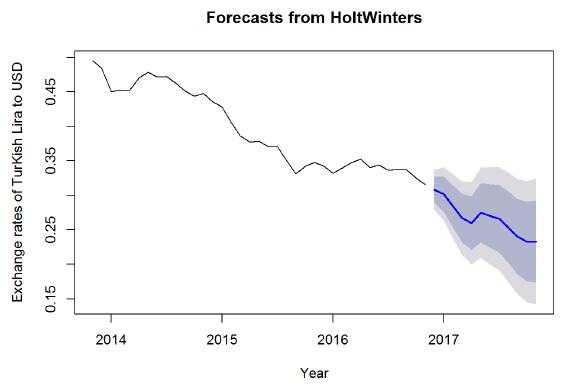 Forecasts from HoltWinters
Exchange rates of TurKish Lira to USD
0.45
0.35
0.25
0.15
2014 2015 2016 2017
Year